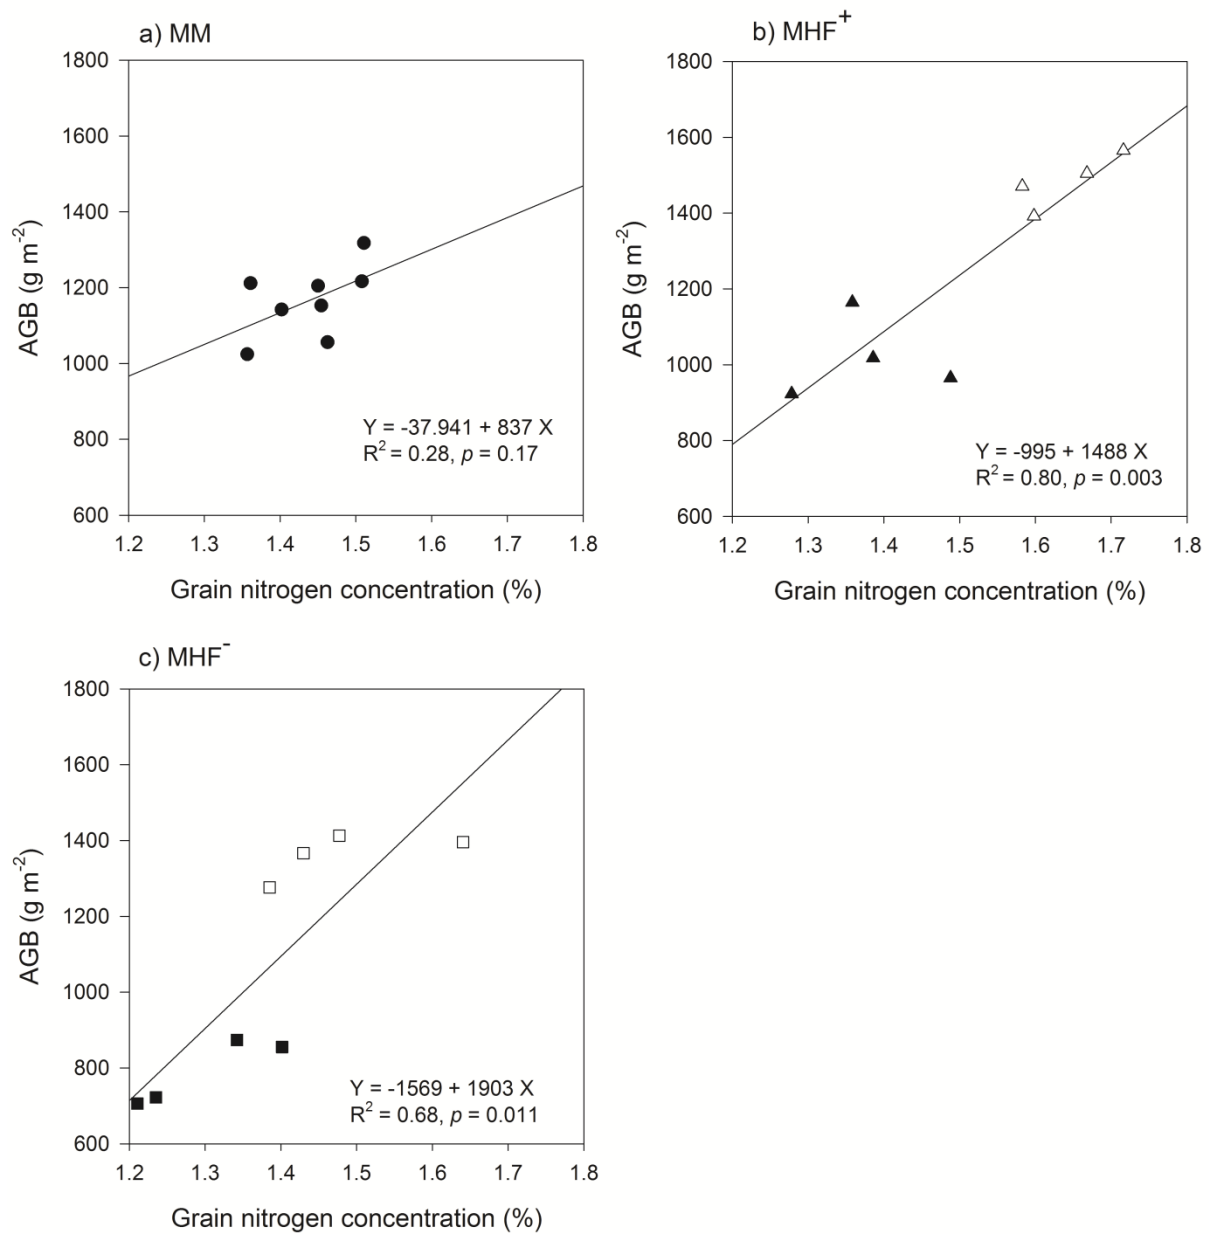 a) MM
1800
1600
1400
1200
1000
800
600
AGB (g m⁻²)
Y = -37.941 + 837 X
R² = 0.28, p = 0.17
1.2 1.3 1.4 1.5 1.6 1.7 1.8
Grain nitrogen concentration (%)
b) MHF⁺
1800
1600
1400
1200
1000
800
600
AGB (g m⁻²)
Y = -995 + 1488 X
R² = 0.80, p = 0.003
1.2 1.3 1.4 1.5 1.6 1.7 1.8
Grain nitrogen concentration (%)
c) MHF⁻
1800
1600
1400
1200
1000
800
600
AGB (g m⁻²)
Y = -1569 + 1903 X
R² = 0.68, p = 0.011
1.2 1.3 1.4 1.5 1.6 1.7 1.8
Grain nitrogen concentration (%)